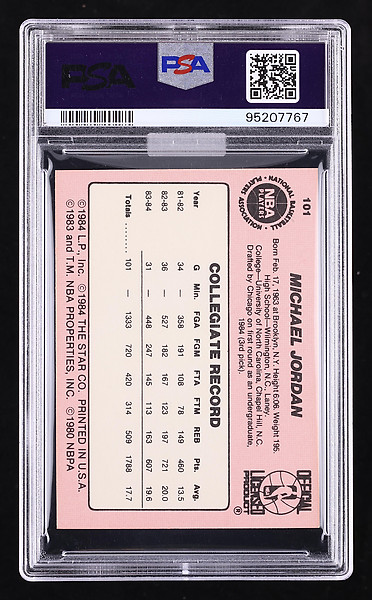 PSA
PSA
95207767
101
MICHAEL JORDAN
Born Feb. 17, 1963 at Brooklyn, N.Y. Height 6.06. Weight 195.
High School—Wilmington, N.C., Laney.
College—University of North Carolina, Chapel Hill, N.C.
Drafted by Chicago on first round as an undergraduate,
1984 (3rd pick).
NATIONAL BASKETBALL
PLAYERS ASSOCIATION
NBA
PLAYERS
OFFICIAL
LICENSED
PRODUCT ®
COLLEGIATE RECORD
Year G Min. FGA FGM FTA FTM REB Pts. Avg.
81-82 34 — 358 191 108 78 149 460 13.5
82-83 36 — 527 282 167 123 197 721 20.0
83-84 31 — 448 247 145 113 163 607 19.6
Totals 101 — 1333 720 420 314 509 1788 17.7
©1984 L.P., Inc. ©1984 THE STAR CO. PRINTED IN U.S.A.
©1983 and T.M. NBA PROPERTIES, INC. ©1980 NBPA